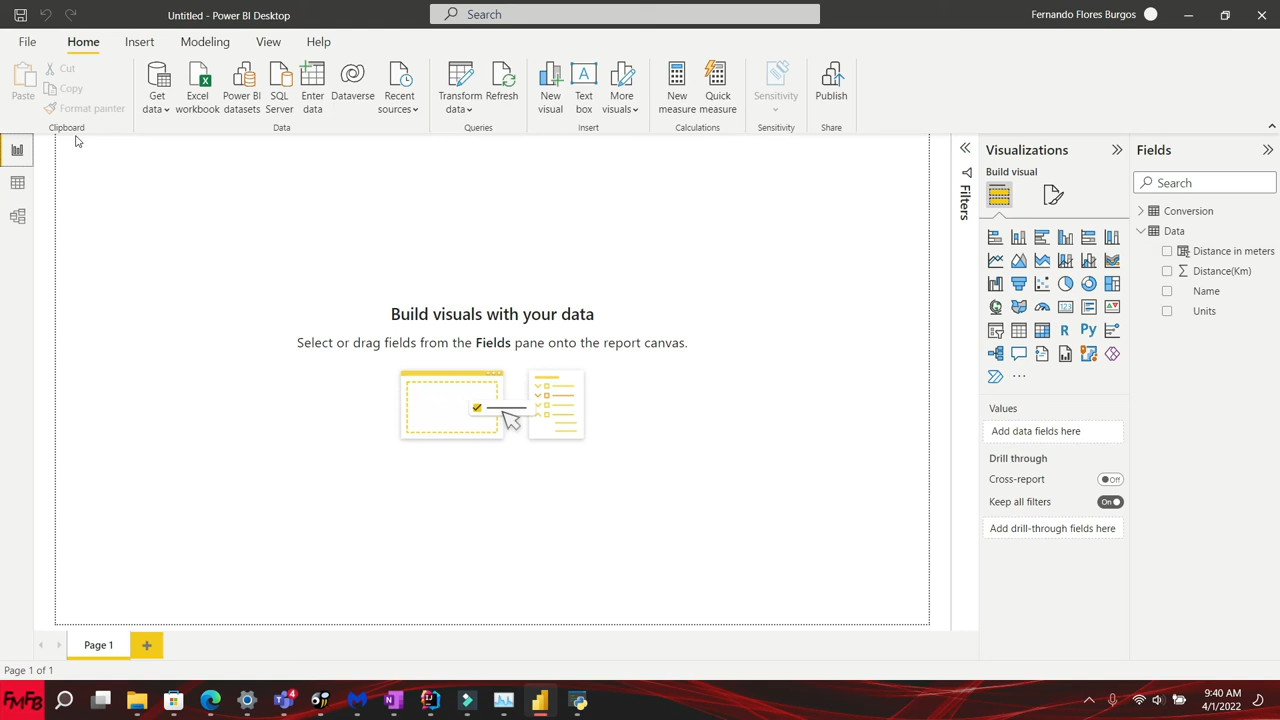 Untitled - Power BI Desktop
Search
Fernando Flores Burgos
File
Home
Insert
Modeling
View
Help
Paste
Cut
Copy
Format painter
Clipboard
Get data
Excel workbook
Power BI datasets
SQL Server
Enter data
Dataverse
Recent sources
Data
Transform data
Refresh
Queries
New visual
Text box
More visuals
Insert
New measure
Quick measure
Calculations
Sensitivity
Sensitivity
Publish
Share
Filters
Build visuals with your data
Select or drag fields from the Fields pane onto the report canvas.
Visualizations
Build visual
R
Py
123
Values
Add data fields here
Drill through
Cross-report
Off
Keep all filters
On
Add drill-through fields here
Fields
Search
Conversion
Data
Distance in meters
Distance(Km)
Name
Units
Page 1
Page 1 of 1
FMFB
4
9:40 AM
4/1/2022